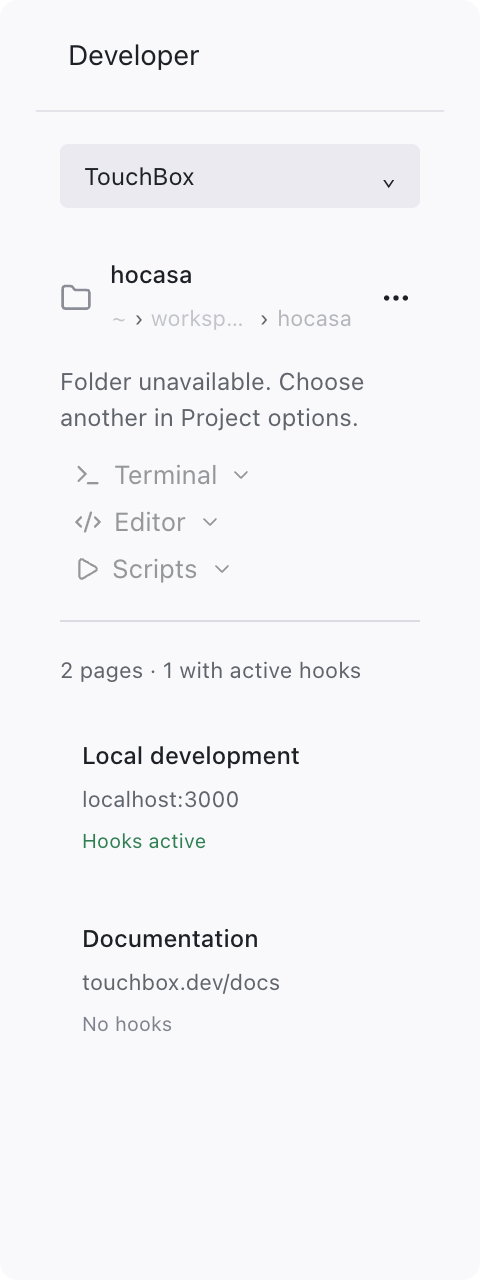 Developer
TouchBox
hocasa
~ › worksp... › hocasa
Folder unavailable. Choose
another in Project options.
Terminal
Editor
Scripts
2 pages · 1 with active hooks
Local development
localhost:3000
Hooks active
Documentation
touchbox.dev/docs
No hooks